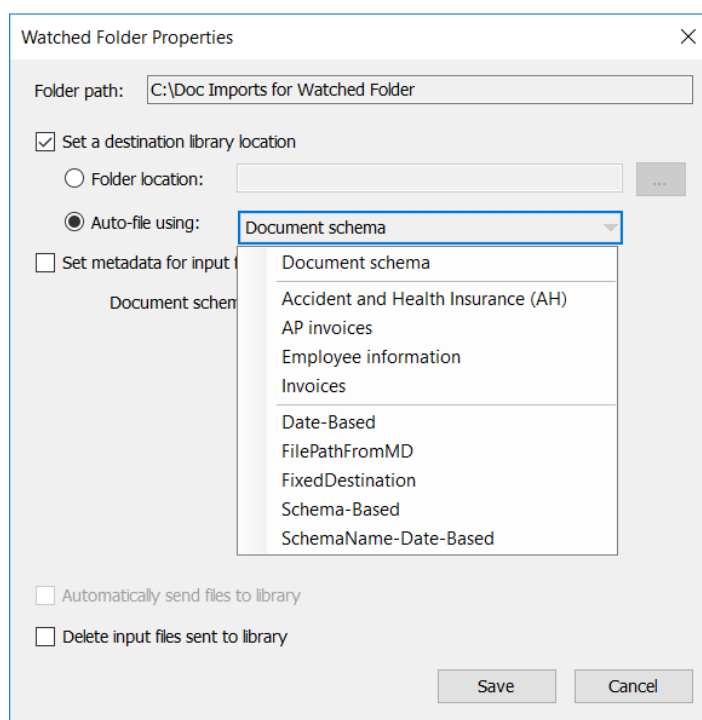 Watched Folder Properties
Folder path: C:\Doc Imports for Watched Folder
Set a destination library location
Folder location: ...
Auto-file using: Document schema
Set metadata for input f
Document schema
Document schem
Accident and Health Insurance (AH)
AP invoices
Employee information
Invoices
Date-Based
FilePathFromMD
FixedDestination
Schema-Based
SchemaName-Date-Based
Automatically send files to library
Delete input files sent to library
Save Cancel